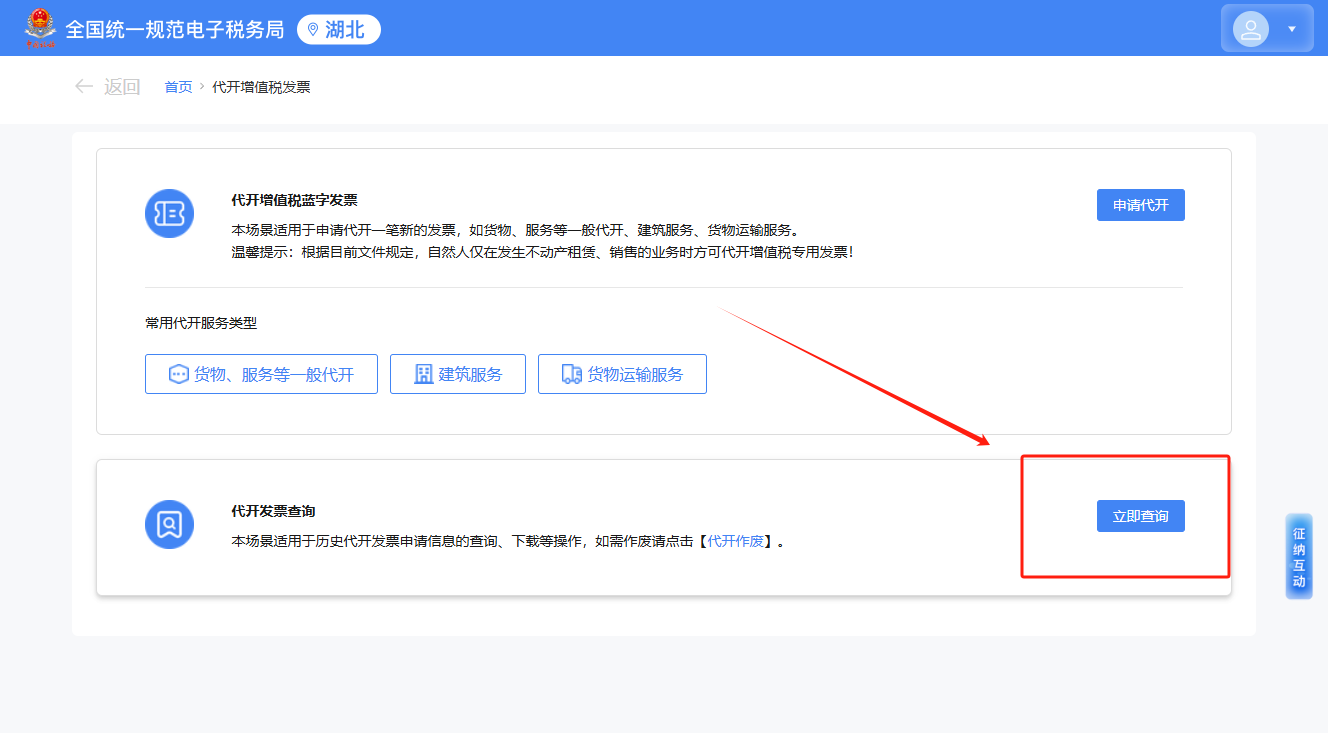 全国统一规范电子税务局 湖北
返回 首页 › 代开增值税发票
代开增值税蓝字发票
申请代开
本场景适用于申请代开一笔新的发票，如货物、服务等一般代开、建筑服务、货物运输服务。
温馨提示：根据目前文件规定，自然人仅在发生不动产租赁、销售的业务时方可代开增值税专用发票！
常用代开服务类型
货物、服务等一般代开 建筑服务 货物运输服务
代开发票查询
立即查询
本场景适用于历史代开发票申请信息的查询、下载等操作，如需作废请点击【代开作废】。
征纳互动